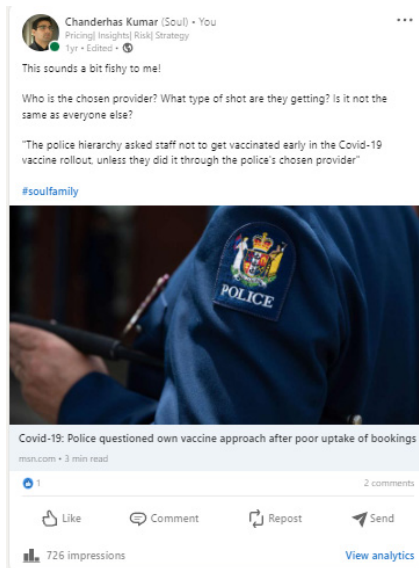 Chanderhas Kumar (Soul) • You
Pricing| Insights| Risk| Strategy
1yr • Edited •
This sounds a bit fishy to me!
Who is the chosen provider? What type of shot are they getting? Is it not the
same as everyone else?
"The police hierarchy asked staff not to get vaccinated early in the Covid-19
vaccine rollout, unless they did it through the police's chosen provider"
#soulfamily
POLICE
Covid-19: Police questioned own vaccine approach after poor uptake of bookings
msn.com • 3 min read
1
2 comments
Like
Comment
Repost
Send
726 impressions
View analytics